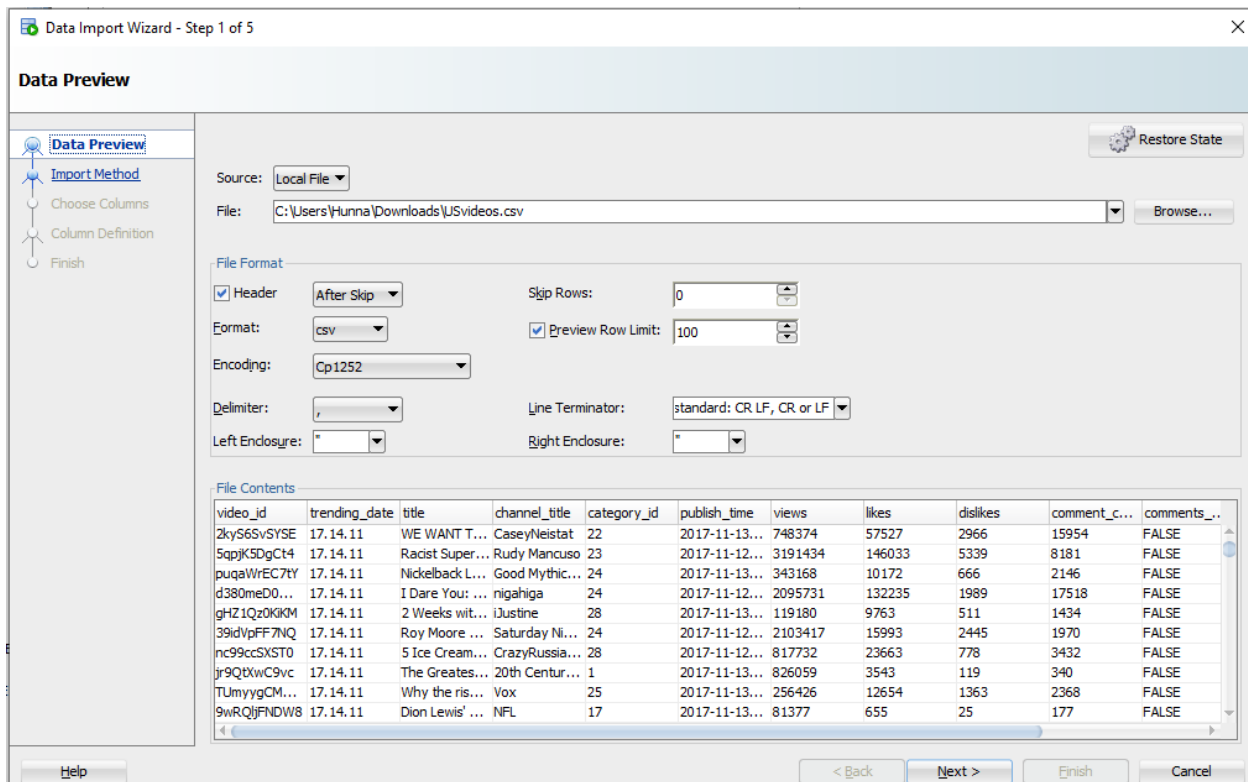 Data Import Wizard - Step 1 of 5
Data Preview
Data Preview
Import Method
Choose Columns
Column Definition
Finish
Restore State
Source: Local File
File: C:\Users\Hunna\Downloads\USvideos.csv Browse...
File Format
Header After Skip Skip Rows: 0
Format: csv Preview Row Limit: 100
Encoding: Cp1252
Delimiter: , Line Terminator: standard: CR LF, CR or LF
Left Enclosure: " Right Enclosure: "
File Contents
video_id trending_date title channel_title category_id publish_time views likes dislikes comment_c... comments_...
2kyS6SvSYSE 17.14.11 WE WANT T... CaseyNeistat 22 2017-11-13... 748374 57527 2966 15954 FALSE
5qpjK5DgCt4 17.14.11 Racist Super... Rudy Mancuso 23 2017-11-13... 3191434 146033 5339 8181 FALSE
puqaWrEC7tY 17.14.11 Nickelback L... Good Mythic... 24 2017-11-13... 343168 10172 666 2146 FALSE
d380meD0... 17.14.11 I Dare You: ... nigahiga 24 2017-11-12... 2095731 132235 1989 17518 FALSE
gHZ1Qz0KiKM 17.14.11 2 Weeks wit... iJustine 28 2017-11-13... 119180 9763 511 1434 FALSE
39idVpFF7NQ 17.14.11 Roy Moore ... Saturday Ni... 24 2017-11-12... 2103417 15993 2445 1970 FALSE
nc99ccSXST0 17.14.11 5 Ice Cream... CrazyRussia... 28 2017-11-12... 817732 23663 778 3432 FALSE
jr9QtXwC9vc 17.14.11 The Greates... 20th Centur... 1 2017-11-13... 826059 3543 119 340 FALSE
TUmyygCM... 17.14.11 Why the ris... Vox 25 2017-11-13... 256426 12654 1363 2368 FALSE
9wRQljFNDW8 17.14.11 Dion Lewis' ... NFL 17 2017-11-13... 81377 655 25 177 FALSE
Help < Back Next > Finish Cancel